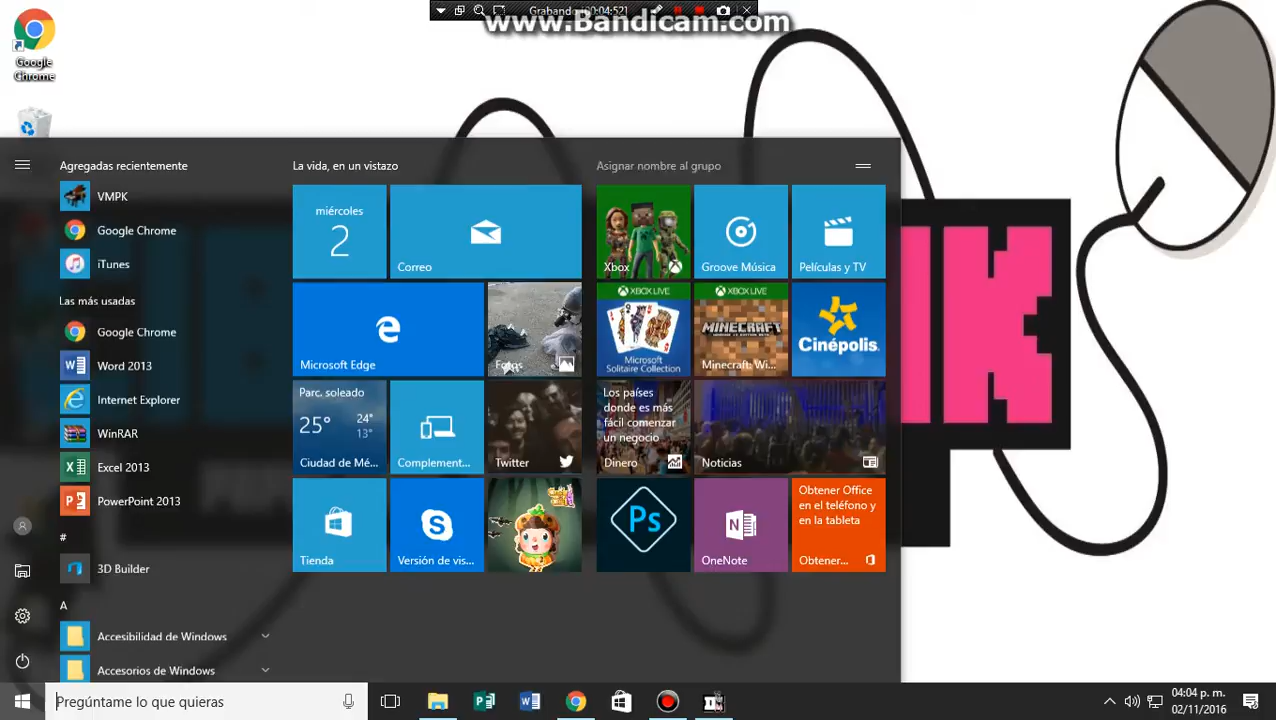 Grabando [00:04:52]
www.Bandicam.com
Google
Chrome
Agregadas recientemente
VMPK
Google Chrome
iTunes
Las más usadas
Google Chrome
Word 2013
Internet Explorer
WinRAR
Excel 2013
PowerPoint 2013
#
3D Builder
A
Accesibilidad de Windows
Accesorios de Windows
La vida, en un vistazo
miércoles
2
Correo
Microsoft Edge
Fotos
Parc. soleado
25°
24°
13°
Ciudad de Mé...
Complement...
Twitter
Tienda
Versión de vis...
Asignar nombre al grupo
Xbox
Groove Música
Películas y TV
XBOX LIVE
Microsoft
Solitaire Collection
XBOX LIVE
MINECRAFT
Minecraft: Wi...
Cinépolis.
Los países
donde es más
fácil comenzar
un negocio
Dinero
Noticias
Ps
OneNote
Obtener Office
en el teléfono y
en la tableta
Obtener...
IK
Pregúntame lo que quieras
04:04 p. m.
02/11/2016